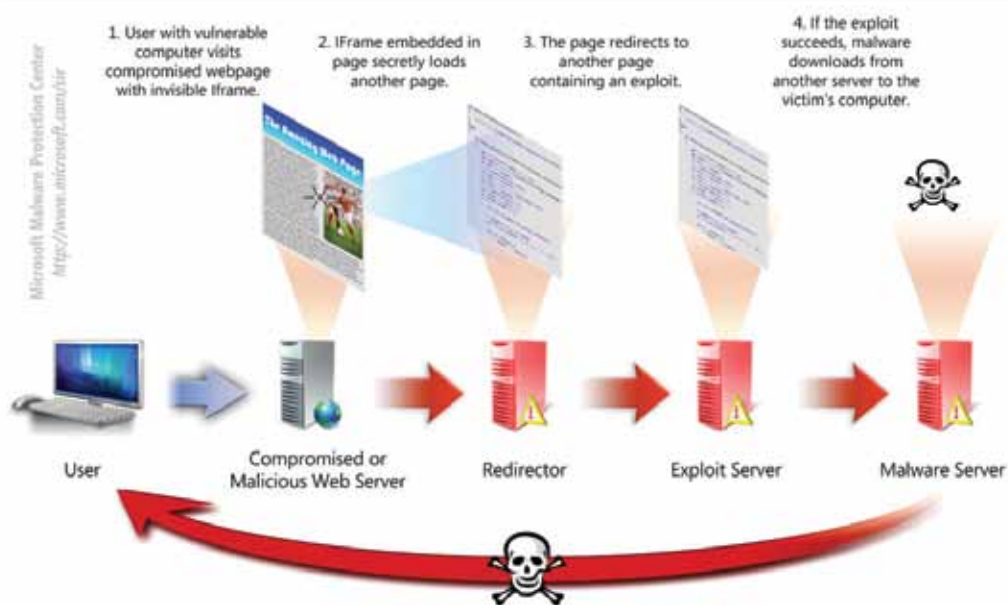 Microsoft Malware Protection Center
http://www.microsoft.com/sir
1. User with vulnerable
computer visits
compromised webpage
with invisible Iframe.
2. IFrame embedded in
page secretly loads
another page.
3. The page redirects to
another page
containing an exploit.
4. If the exploit
succeeds, malware
downloads from
another server to the
victim's computer.
The Amusing Web Page
User
Compromised or
Malicious Web Server
Redirector
Exploit Server
Malware Server